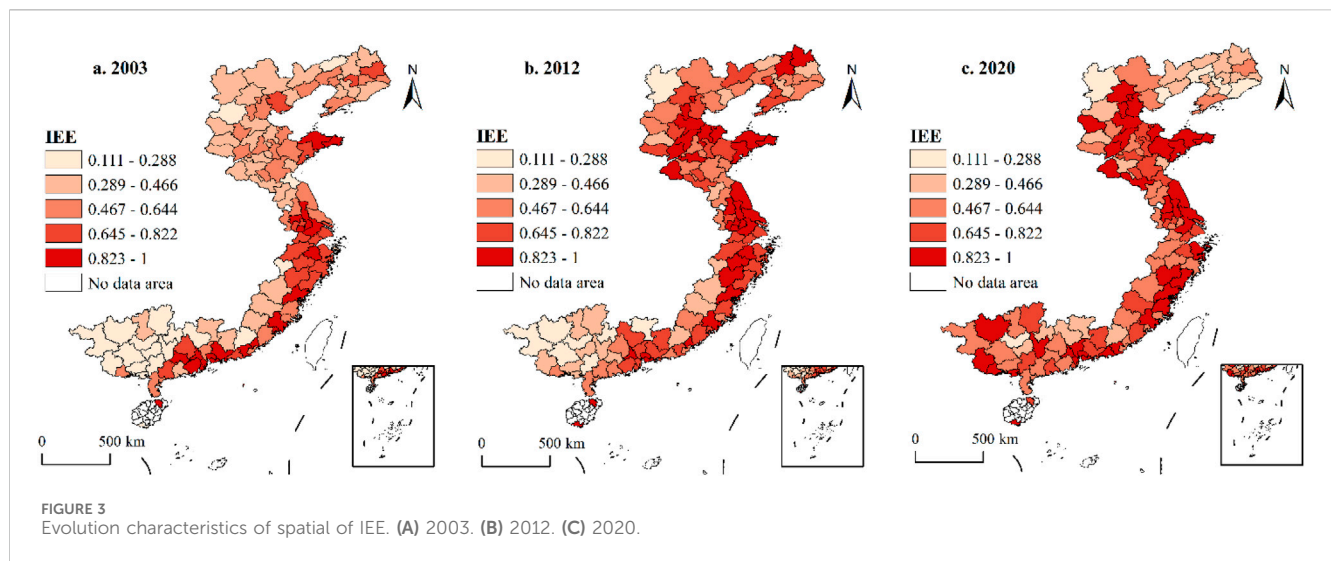 a. 2003
N
IEE
0.111 - 0.288
0.289 - 0.466
0.467 - 0.644
0.645 - 0.822
0.823 - 1
No data area
0 500 km
b. 2012
N
IEE
0.111 - 0.288
0.289 - 0.466
0.467 - 0.644
0.645 - 0.822
0.823 - 1
No data area
0 500 km
c. 2020
N
IEE
0.111 - 0.288
0.289 - 0.466
0.467 - 0.644
0.645 - 0.822
0.823 - 1
No data area
0 500 km
FIGURE 3
Evolution characteristics of spatial of IEE. (A) 2003. (B) 2012. (C) 2020.